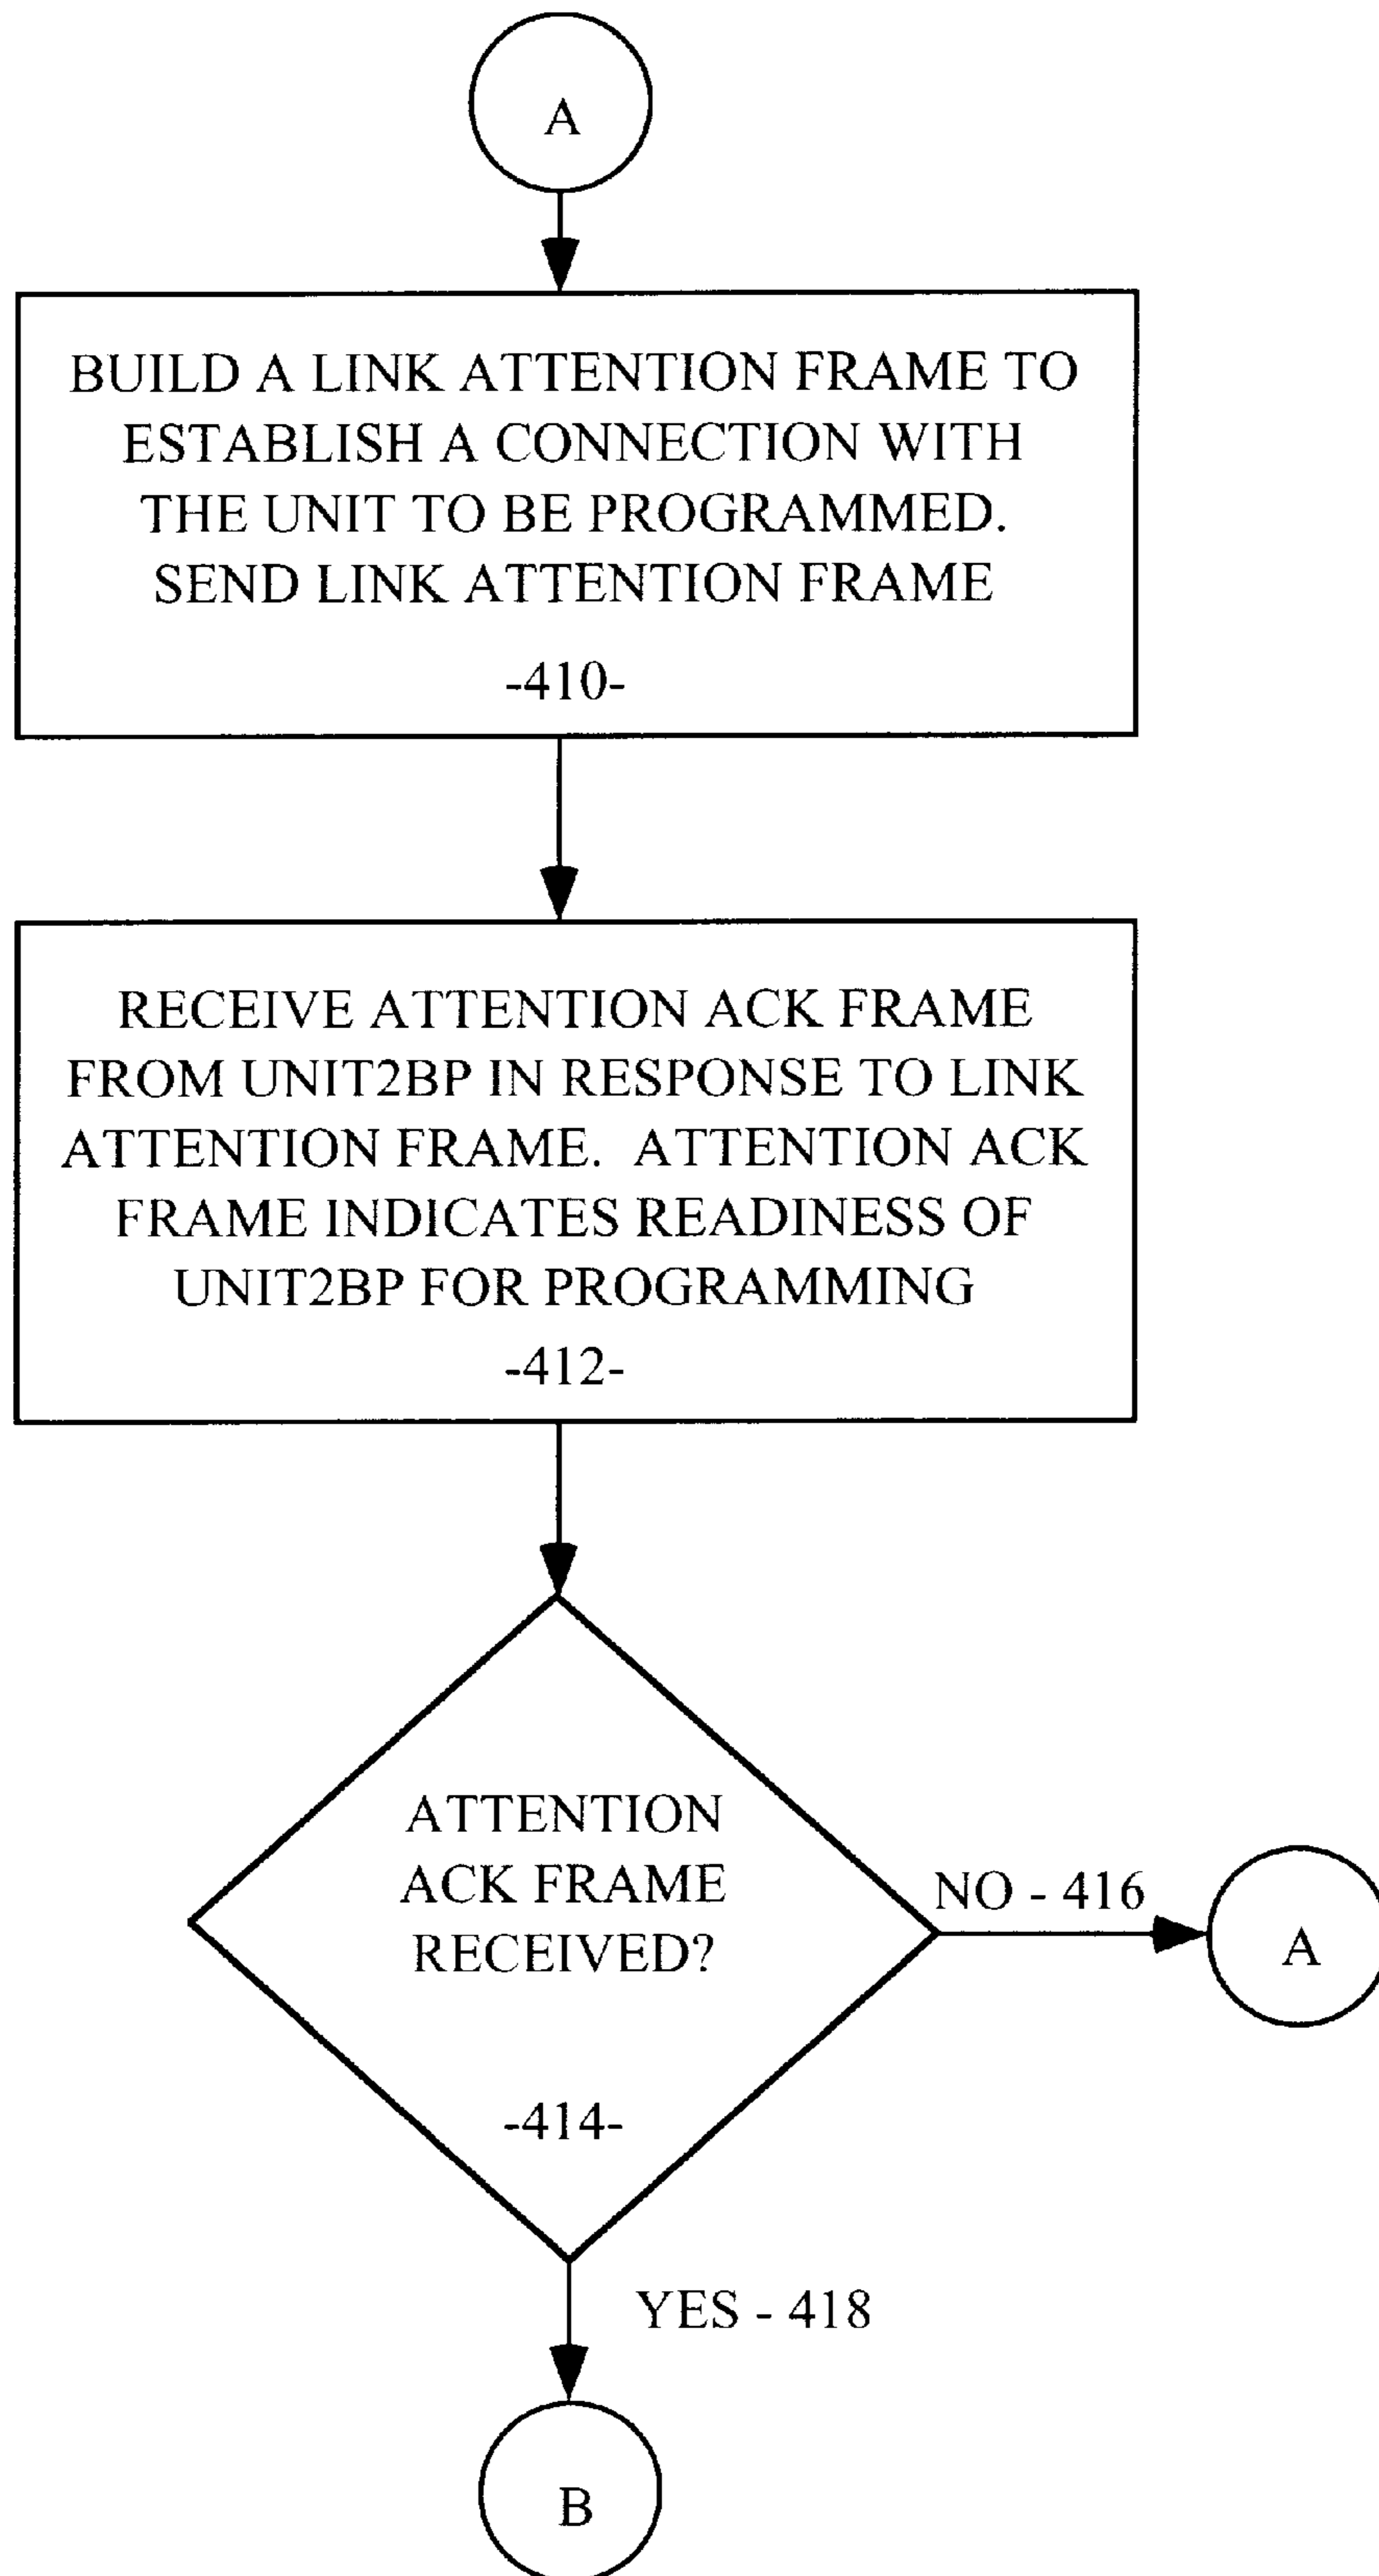 A
BUILD A LINK ATTENTION FRAME TO
ESTABLISH A CONNECTION WITH
THE UNIT TO BE PROGRAMMED.
SEND LINK ATTENTION FRAME
-410-
RECEIVE ATTENTION ACK FRAME
FROM UNIT2BP IN RESPONSE TO LINK
ATTENTION FRAME. ATTENTION ACK
FRAME INDICATES READINESS OF
UNIT2BP FOR PROGRAMMING
-412-
ATTENTION
ACK FRAME
RECEIVED?
-414-
NO - 416
A
YES - 418
B